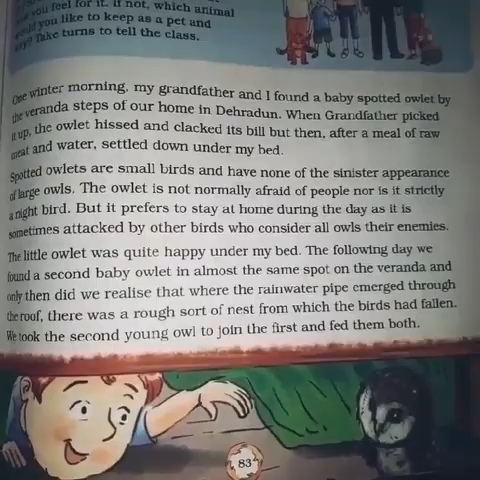 you feel for it. If not, which animal
would you like to keep as a pet and
why? Take turns to tell the class.
One winter morning, my grandfather and I found a baby spotted owlet by
the veranda steps of our home in Dehradun. When Grandfather picked
it up, the owlet hissed and clacked its bill but then, after a meal of raw
meat and water, settled down under my bed.
Spotted owlets are small birds and have none of the sinister appearance
of large owls. The owlet is not normally afraid of people nor is it strictly
a night bird. But it prefers to stay at home during the day as it is
sometimes attacked by other birds who consider all owls their enemies.
The little owlet was quite happy under my bed. The following day we
found a second baby owlet in almost the same spot on the veranda and
only then did we realise that where the rainwater pipe emerged through
the roof, there was a rough sort of nest from which the birds had fallen.
We took the second young owl to join the first and fed them both.
83